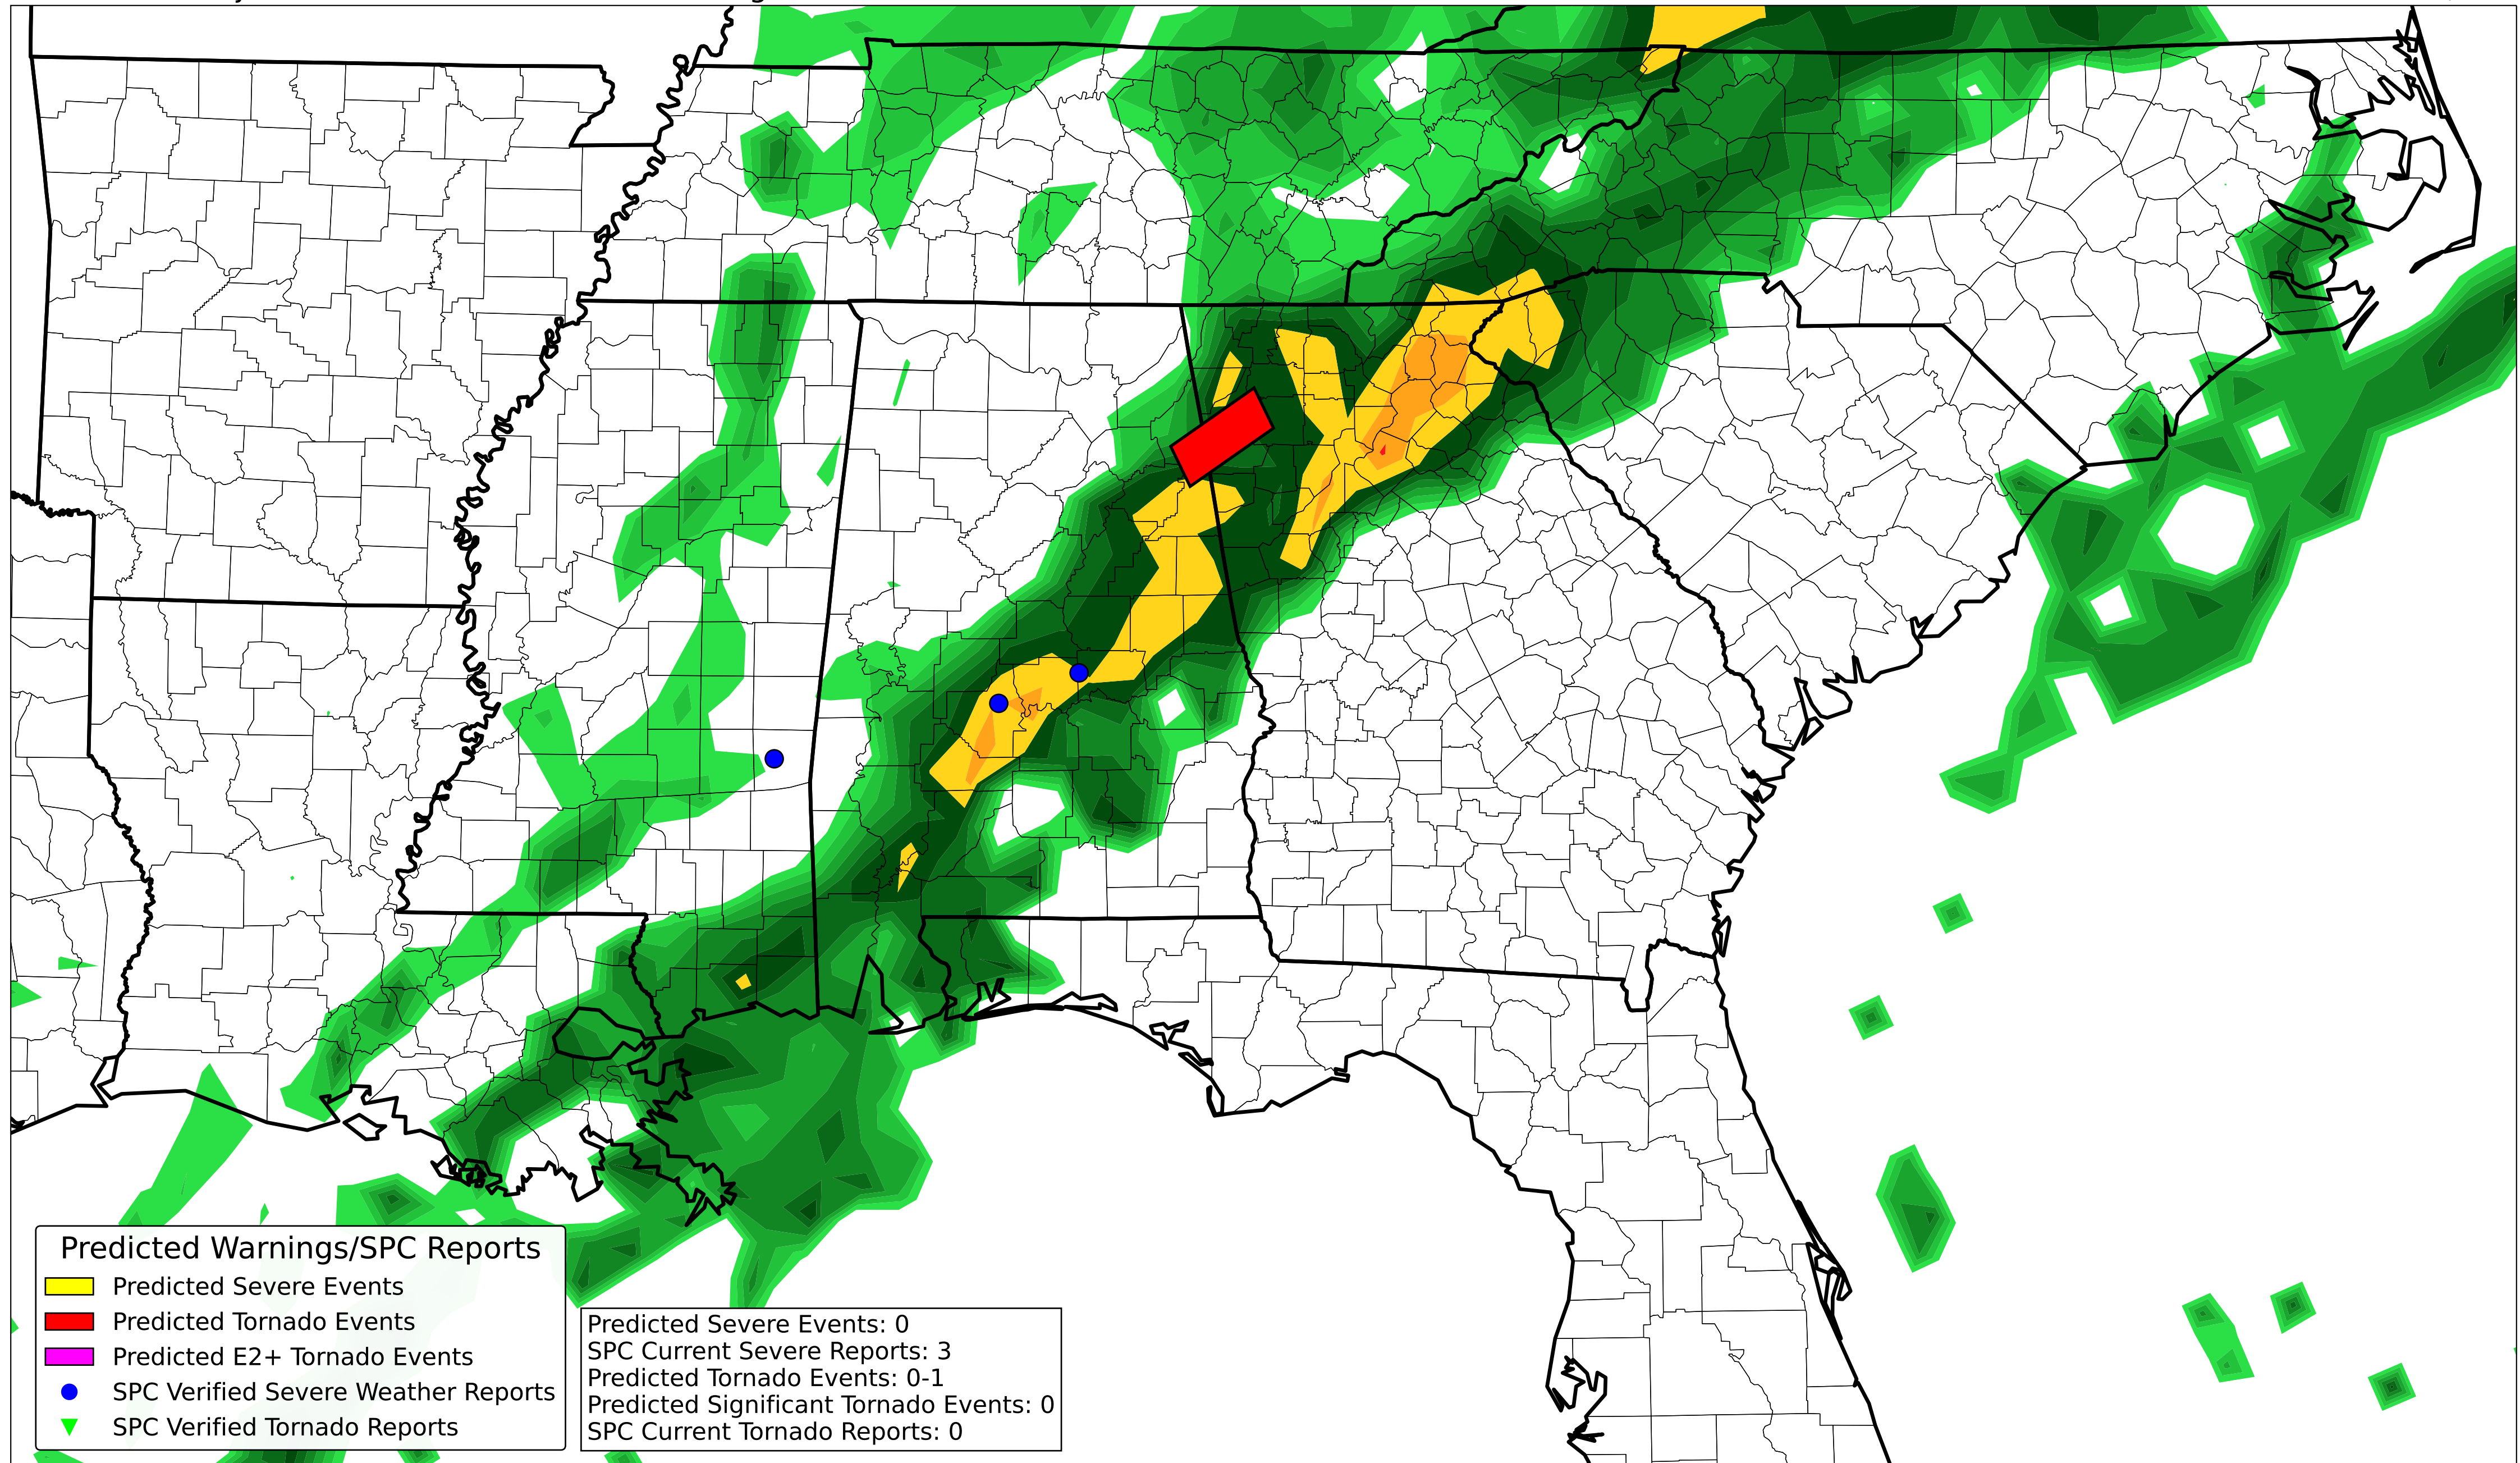 Predicted Warnings/SPC Reports
Predicted Severe Events
Predicted Tornado Events
Predicted E2+ Tornado Events
SPC Verified Severe Weather Reports
SPC Verified Tornado Reports
Predicted Severe Events: 0
SPC Current Severe Reports: 3
Predicted Tornado Events: 0-1
Predicted Significant Tornado Events: 0
SPC Current Tornado Reports: 0